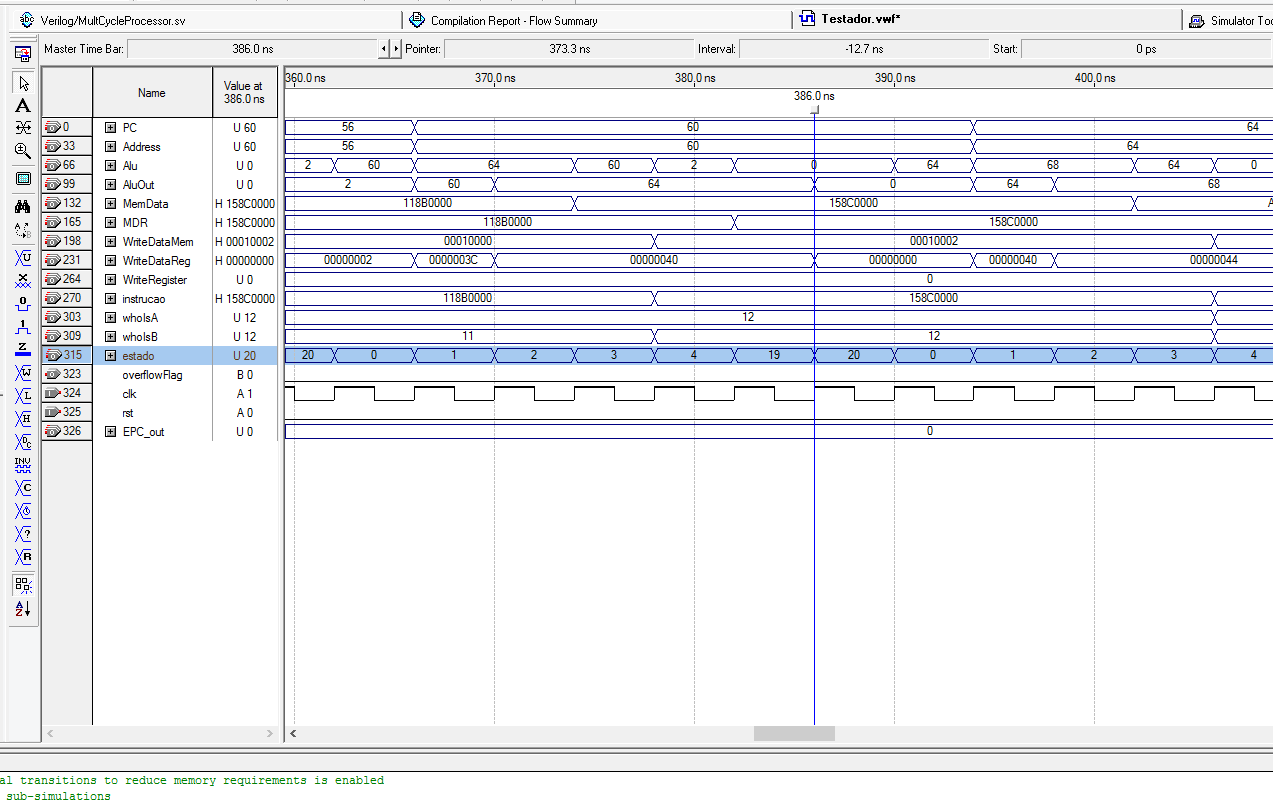 Verilog/MultCycleProcessor.sv Compilation Report - Flow Summary Testador.vwf* Simulator Too
Master Time Bar: 386.0 ns Pointer: 373.3 ns Interval: -12.7 ns Start: 0 ps
Name Value at 386.0 ns 360.0 ns 370.0 ns 380.0 ns 390.0 ns 400.0 ns
386.0 ns
0 PC U 60 56 60 64
33 Address U 60 56 60 64
66 Alu U 0 2 60 64 60 2 0 64 68 64 0
99 AluOut U 0 2 60 64 0 64 68
132 MemData H 158C0000 118B0000 158C0000 A
165 MDR H 158C0000 118B0000 158C0000
198 WriteDataMem H 00010002 00010000 00010002
231 WriteDataReg H 00000000 00000002 0000003C 00000040 00000000 00000040 00000044
264 WriteRegister U 0 0
270 instrucao H 158C0000 118B0000 158C0000
303 whoIsA U 12 12
309 whoIsB U 12 11 12
315 estado U 20 20 0 1 2 3 4 19 20 0 1 2 3 4
323 overflowFlag B 0
324 clk A 1
325 rst A 0
326 EPC_out U 0 0
al transitions to reduce memory requirements is enabled
sub-simulations